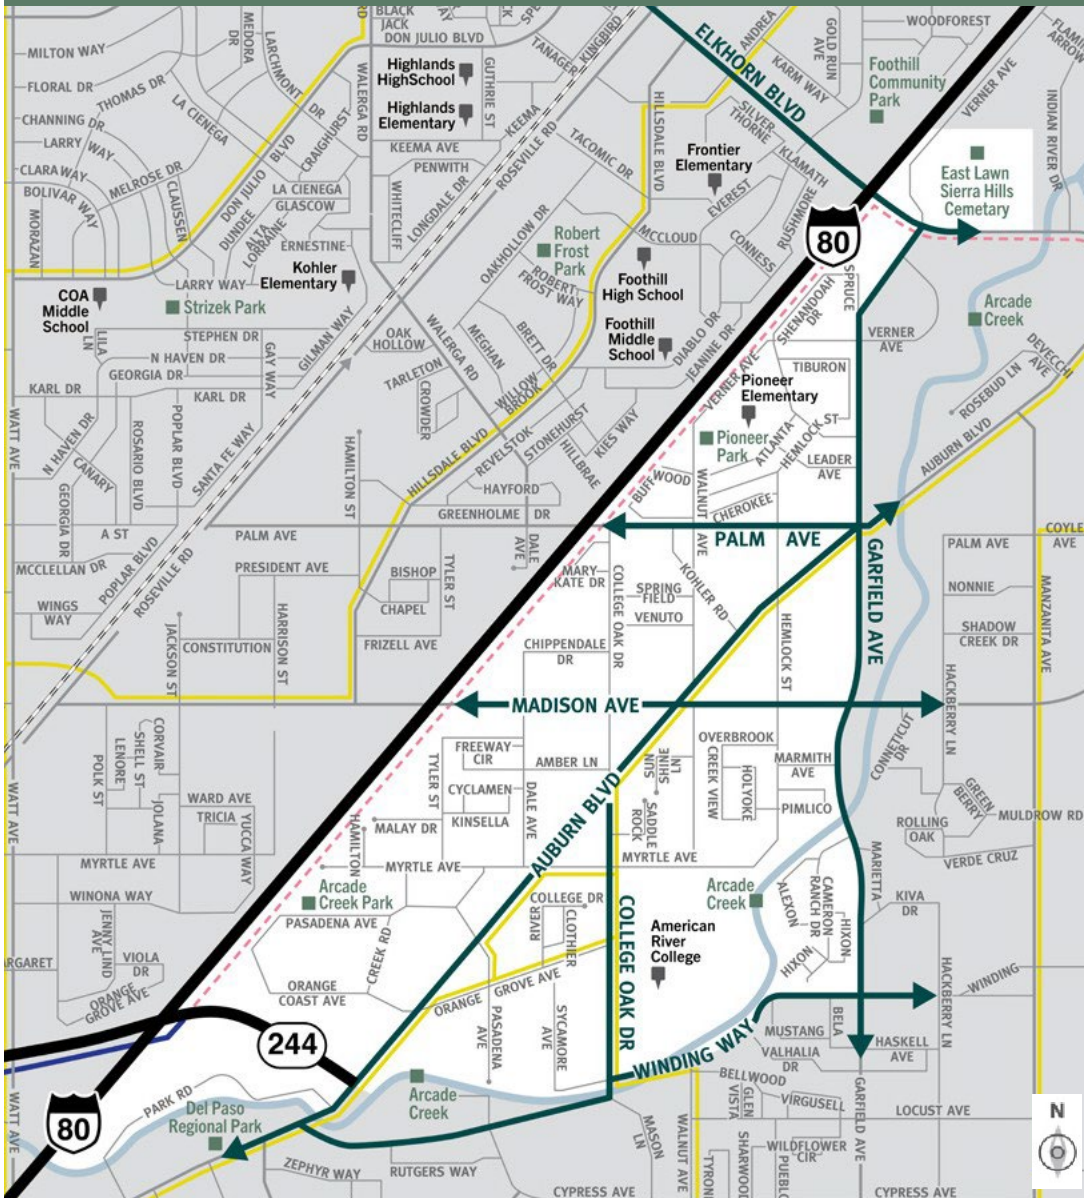 BLACK
JACK
DON JULIO BLVD
MILTON WAY
FLORAL DR
THOMAS DR
CHANNING DR
LARRY WAY
CLARAWAY
BOLIVAR WAY
MORAZAN
MELROSE DR
CLAUSSEN
LA CIENEGA
MEDORA
DR
LARCHMONT DR
DON JULIO BLVD
CRAIGHURST
WALERGA RD
LA CIENEGA
GLASCOW
DUNDEE
ALTA
LORAINE
ERNESTINE
LARRY WAY
Highlands
HighSchool
Highlands
Elementary
GUTHRIE ST
KEEMA
KEEMA AVE
PENWITH
WHITECLIFF
LONGDALE DR
ROSEVILLE RD
TANAGER
KINGBIRD
ELKHORN BLVD
ANDREA
KARM WAY
GOLD RUN
AVE
WOODFOREST
FLAMI
ARROW
VERNER AVE
INDIAN RIVER DR
Foothill
Community
Park
SILVER
THORNE
KLAMATH
Frontier
Elementary
EVEREST
RUSHMORE
HILLSDALE BLVD
TACOMIC DR
MCCLOUD
CONNESS
East Lawn
Sierra Hills
Cemetary
80
Kohler
Elementary
COA
Middle
School
Strizek Park
Robert
Frost
Park
OAKHOLLOW DR
ROBERT
FROST WAY
Foothill
High School
Foothill
Middle
School
DIABLO DR
JEANINE DR
SHENANDOAH
DR
SPRUCE
VERNER
AVE
Arcade
Creek
DEVECCHI
AVE
ROSEBUD LN
AUBURN BLVD
LILA
LN
STEPHEN DR
N HAVEN DR
GEORGIA DR
KARL DR
KARL DR
GAY WAY
GILMAN WAY
OAK
HOLLOW
WALERGA RD
TARLETON
CROWDER
MEGHAN
BRETT DR
WILLOW
BROOK
STONEHURST
REVELSTOK
HILLBRAE
KIES WAY
HILLSDALE BLVD
VERNER AVE
TIBURON
Pioneer
Elementary
Pioneer
Park
ATLANTA
HEMLOCK ST
LEADER
AVE
WATT AVE
N HAVEN DR
CANARY
GEORGIA DR
ROSARIO BLVD
POPLAR BLVD
SANTA FE WAY
HAMILTON ST
HAYFORD
GREENHOLME DR
BUFFWOOD
WALNUT
AVE
CHEROKEE
A ST
PALM AVE
DALE
AVE
PALM AVE
GARFIELD AVE
PALM AVE
COYLE
AVE
MCCLELLAN DR
POPLAR BLVD
ROSEVILLE RD
PRESIDENT AVE
BISHOP
CHAPEL
TYLER ST
MARY
KATE DR
COLLEGE OAK DR
SPRING
FIELD
VENUTO
KOHLER RD
HEMLOCK ST
NONNIE
SHADOW
CREEK DR
MANZANITA AVE
WINGS
WAY
JACKSON ST
CONSTITUTION
HARRISON ST
FRIZELL AVE
CHIPPENDALE
DR
MADISON AVE
HACKBERRY LN
CONNETICUT
DR
CORVAIR
SHELL ST
LENORE
POLK ST
JOLANA
WARD AVE
TRICIA
YUCCA WAY
FREEWAY
CIR
AMBER LN
TYLER ST
CYCLAMEN
KINSELLA
DALE AVE
MALAY DR
HAMILTON
AUBURN BLVD
SUN
SHINE
LN
SADDLE
ROCK
OVERBROOK
CREEK VIEW
HOLYOKE
MARMITH
AVE
PIMLICO
GREEN
BERRY
MULDROW RD
ROLLING
OAK
VERDE CRUZ
WATT AVE
MYRTLE AVE
MYRTLE AVE
MYRTLE AVE
WINONA WAY
JENNY LIND
AVE
VIOLA
DR
ARGARET
ORANGE
GROVE AVE
Arcade
Creek Park
PASADENA AVE
CREEK RD
ORANGE
COAST AVE
COLLEGE DR
RIVER
CLOTHIER
ORANGE GROVE AVE
COLLEGE OAK DR
American
River
College
Arcade
Creek
ALEXON
CAMERON
RANCH DR
HIXON
HIXON
MARIETTA
KIVA
DR
HACKBERRY LN
WINDING
244
PASADENA
AVE
SYCAMORE
AVE
WINDING WAY
MUSTANG
BELA
VALHALIA
DR
HASKELL
AVE
80
PARK RD
Del Paso
Regional Park
Arcade
Creek
BELLWOOD
GLEN
VISTA
VIRGUSELL
GARFIELD AVE
LOCUST AVE
WATT AVE
ZEPHYR WAY
RUTGERS WAY
MASON
LN
WALNUT AVE
TYRON
SHARWOO
PUEBL
WILDFLOWER
CIR
CYPRESS AVE
CYPRESS AVE
N